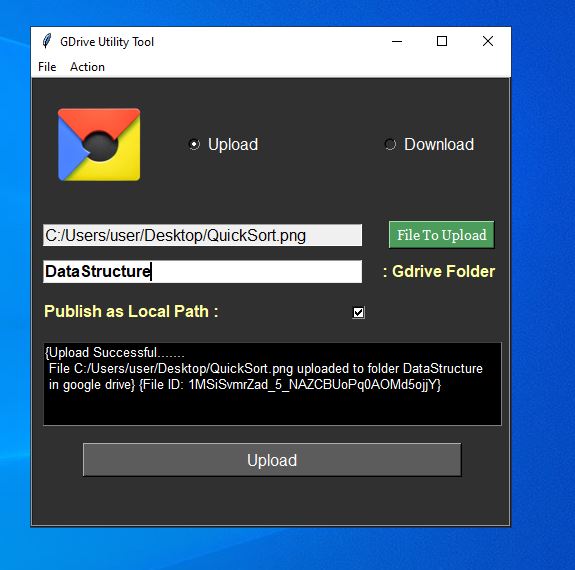 GDrive Utility Tool
File Action
Upload Download
C:/Users/user/Desktop/QuickSort.png File To Upload
DataStructure : Gdrive Folder
Publish as Local Path :
{Upload Successful.......
File C:/Users/user/Desktop/QuickSort.png uploaded to folder DataStructure
in google drive} {File ID: 1MSiSvmrZad_5_NAZCBUoPq0AOMd5ojjY}
Upload